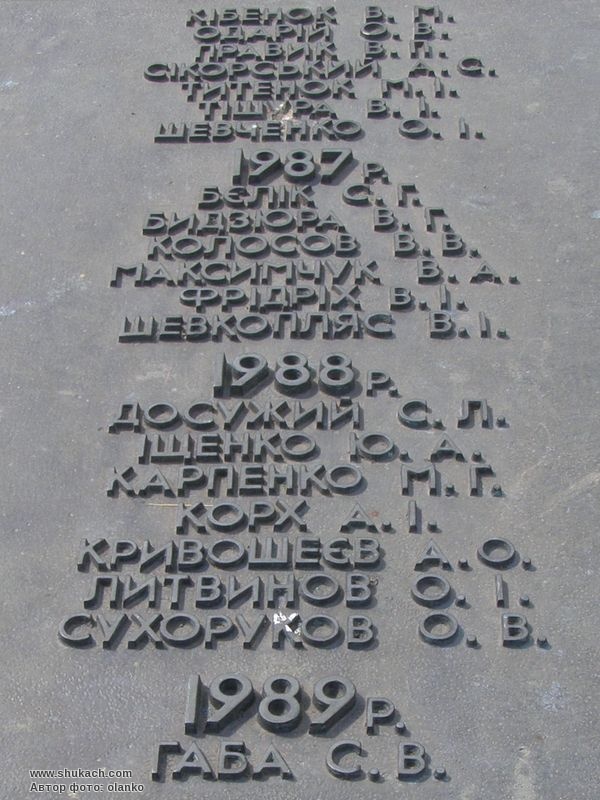 КІБЕНОК В. М.
ОДАРІЙ О. В.
ПРАВИК В. П.
СІКОРСЬКИЙ А. С.
ТИТЕНОК М. І.
ТІШУРА В. І.
ШЕВЧЕНКО О. І.
1987 р.
БЄЛІК С. Г.
БИДЗЮРА В. Г.
КОЛОСОВ В. В.
МАКСИМЧУК В. А.
ФРІДРІХ В. І.
ШЕВКОПЛЯС В. І.
1988 р.
ДОСУЖИЙ С. Л.
ІЩЕНКО Ю. А.
КАРПЕНКО М. Г.
КОРХ А. І.
КРИВОШЕЄВ А. О.
ЛИТВИНОВ О. І.
СУХОРУКОВ О. В.
1989 р.
ГАБА С. В.
www.shukach.com
Автор фото: olanko